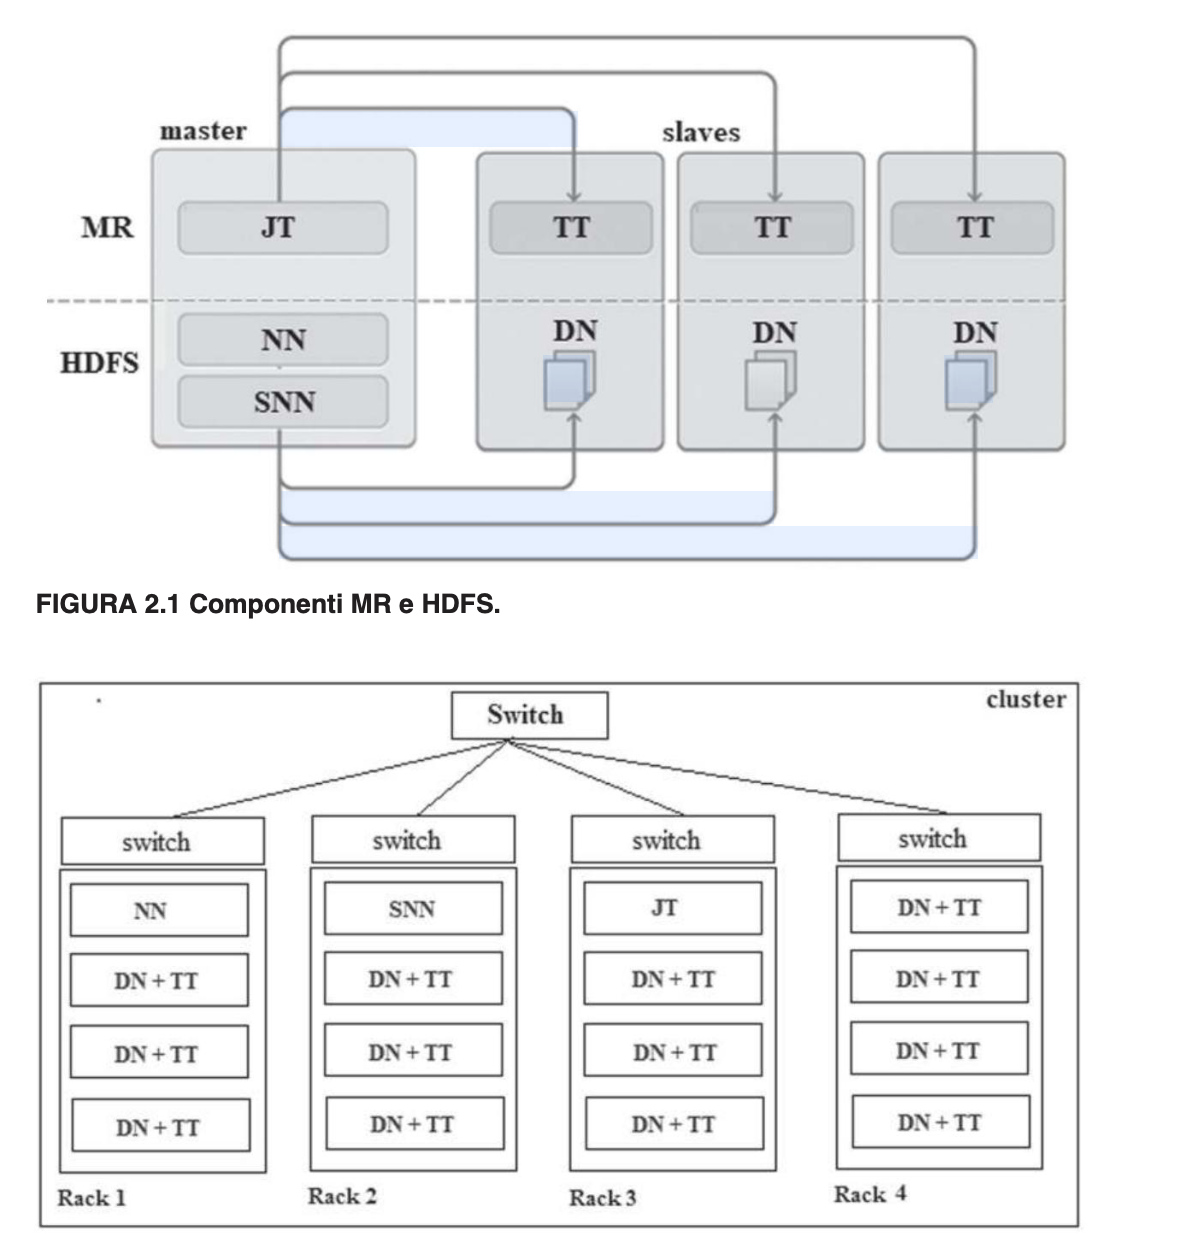 master
slaves
MR
JT
TT
TT
TT
HDFS
NN
SNN
DN
DN
DN
FIGURA 2.1 Componenti MR e HDFS.
cluster
Switch
switch
switch
switch
switch
NN
SNN
JT
DN + TT
DN + TT
DN + TT
DN + TT
DN + TT
DN + TT
DN + TT
DN + TT
DN + TT
DN + TT
DN + TT
DN + TT
DN + TT
Rack 1
Rack 2
Rack 3
Rack 4